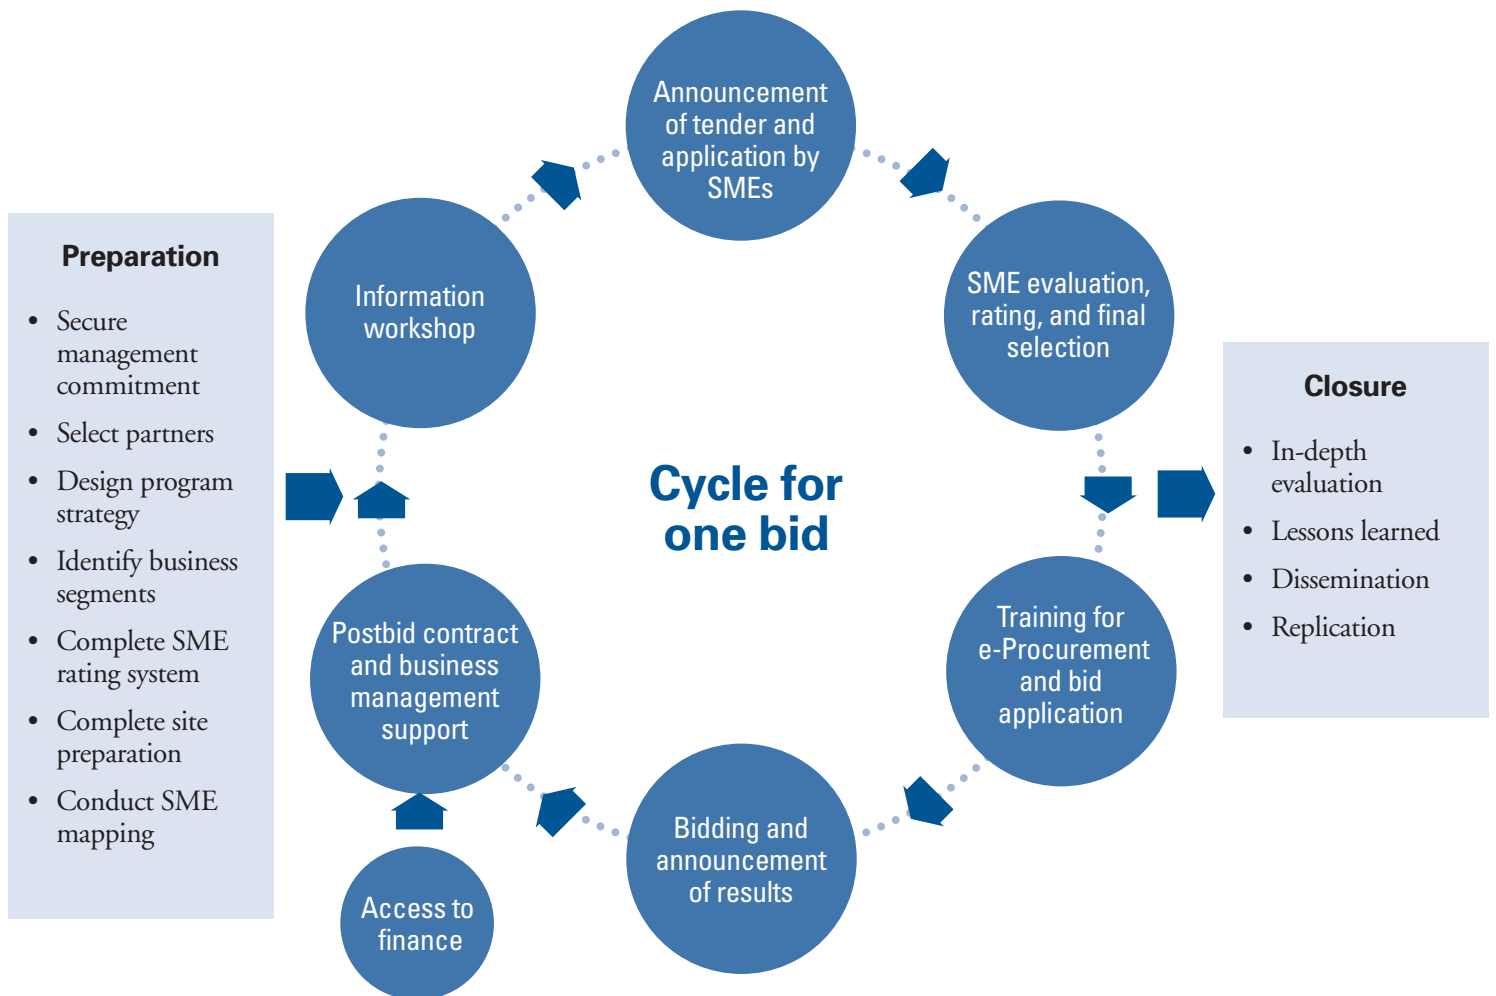 Preparation
• Secure
management
commitment
• Select partners
• Design program
strategy
• Identify business
segments
• Complete SME
rating system
• Complete site
preparation
• Conduct SME
mapping
Information
workshop
Announcement
of tender and
application by
SMEs
SME evaluation,
rating, and final
selection
Cycle for
one bid
Training for
e-Procurement
and bid
application
Bidding and
announcement
of results
Postbid contract
and business
management
support
Access to
finance
Closure
• In-depth
evaluation
• Lessons learned
• Dissemination
• Replication